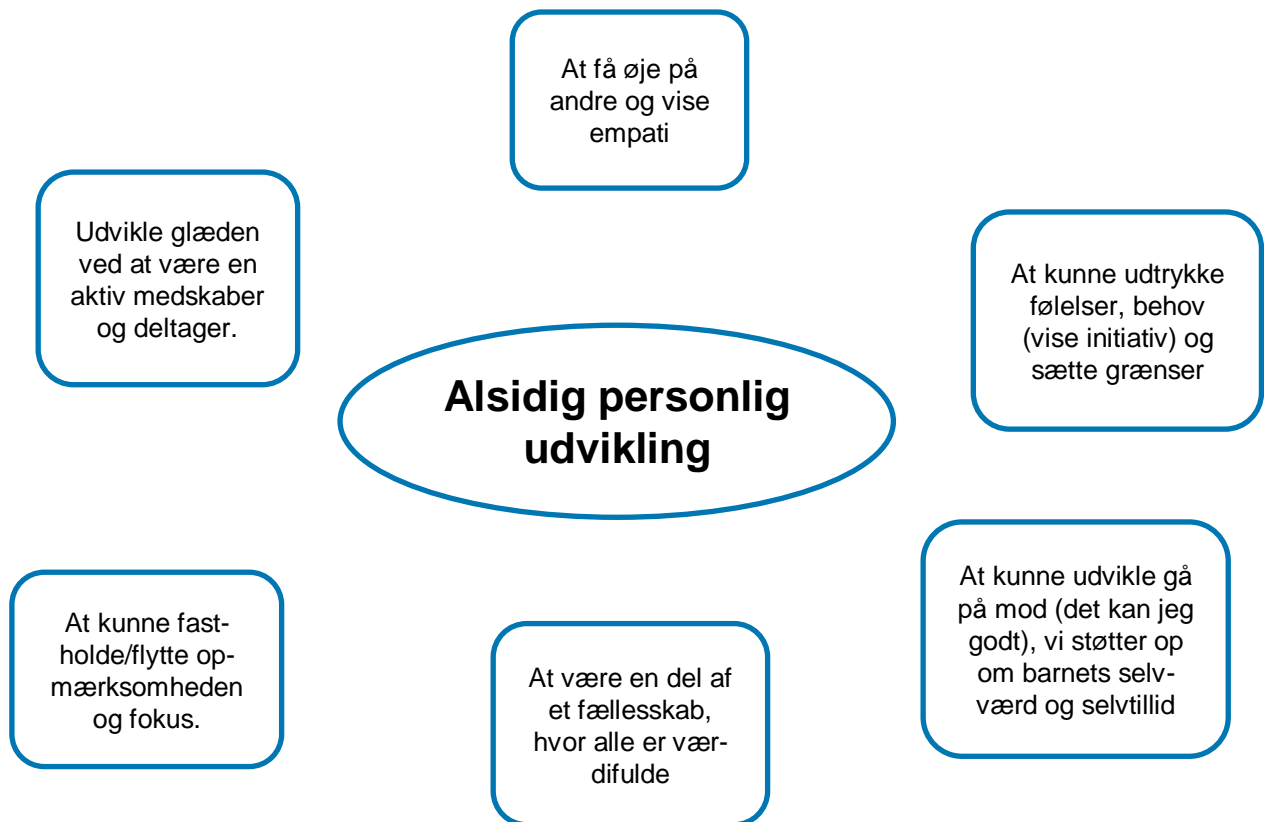 At få øje på
andre og vise
empati
Udvikle glæden
ved at være en
aktiv medskaber
og deltager.
At kunne udtrykke
følelser, behov
(vise initiativ) og
sætte grænser
Alsidig personlig
udvikling
At kunne udvikle gå
på mod (det kan jeg
godt), vi støtter op
om barnets selv-
værd og selvtillid
At kunne fast-
holde/flytte op-
mærksomheden
og fokus.
At være en del af
et fællesskab,
hvor alle er vær-
difulde